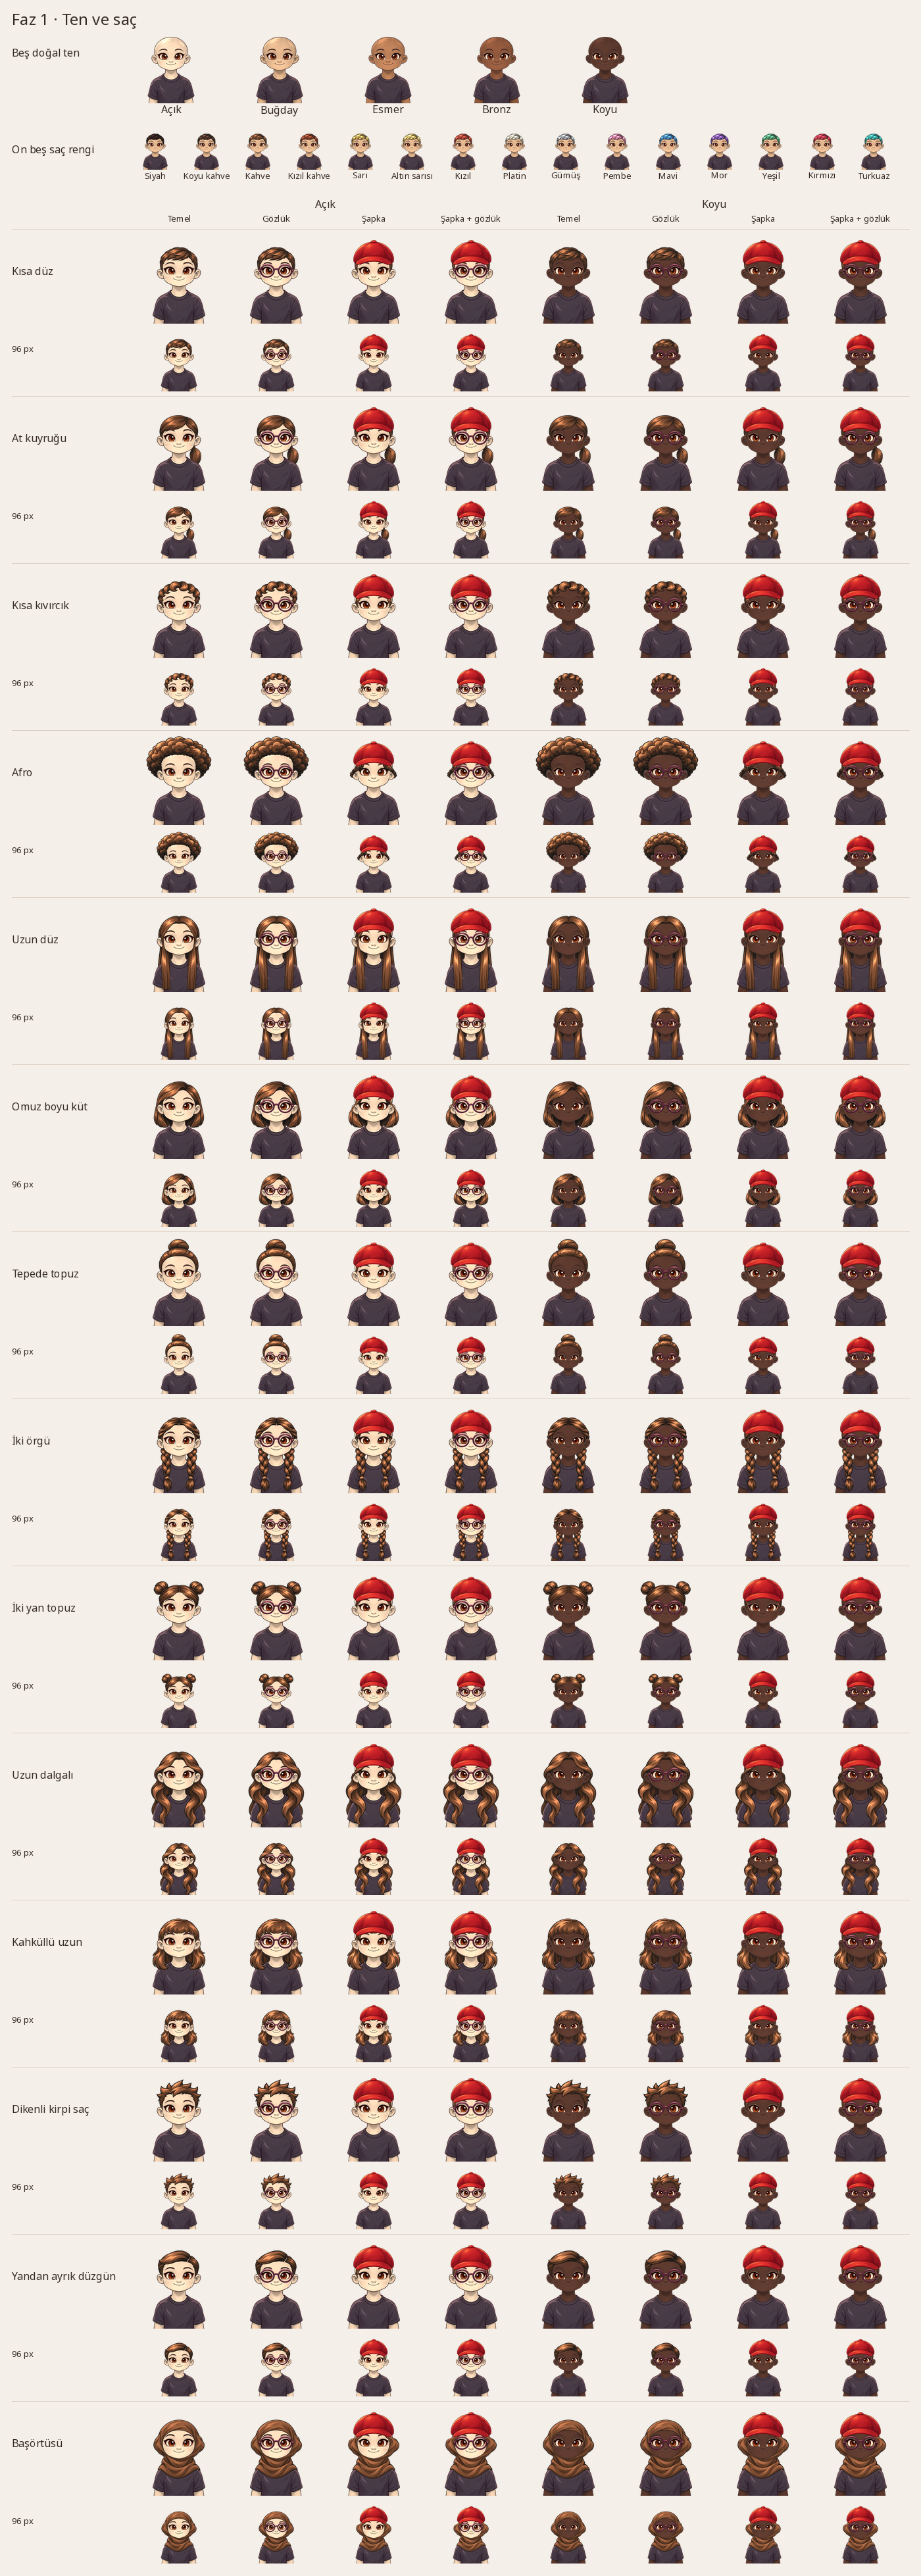 Faz 1 · Ten ve saç
Beş doğal ten
Açık Buğday Esmer Bronz Koyu
On beş saç rengi
Siyah Koyu kahve Kahve Kızıl kahve Sarı Altın sarısı Kızıl Platin Gümüş Pembe Mavi Mor Yeşil Kırmızı Turkuaz
Açık Koyu
Temel Gözlük Şapka Şapka + gözlük Temel Gözlük Şapka Şapka + gözlük
Kısa düz
96 px
At kuyruğu
96 px
Kısa kıvırcık
96 px
Afro
96 px
Uzun düz
96 px
Omuz boyu küt
96 px
Tepede topuz
96 px
İki örgü
96 px
İki yan topuz
96 px
Uzun dalgalı
96 px
Kahküllü uzun
96 px
Dikenli kirpi saç
96 px
Yandan ayrık düzgün
96 px
Başörtüsü
96 px